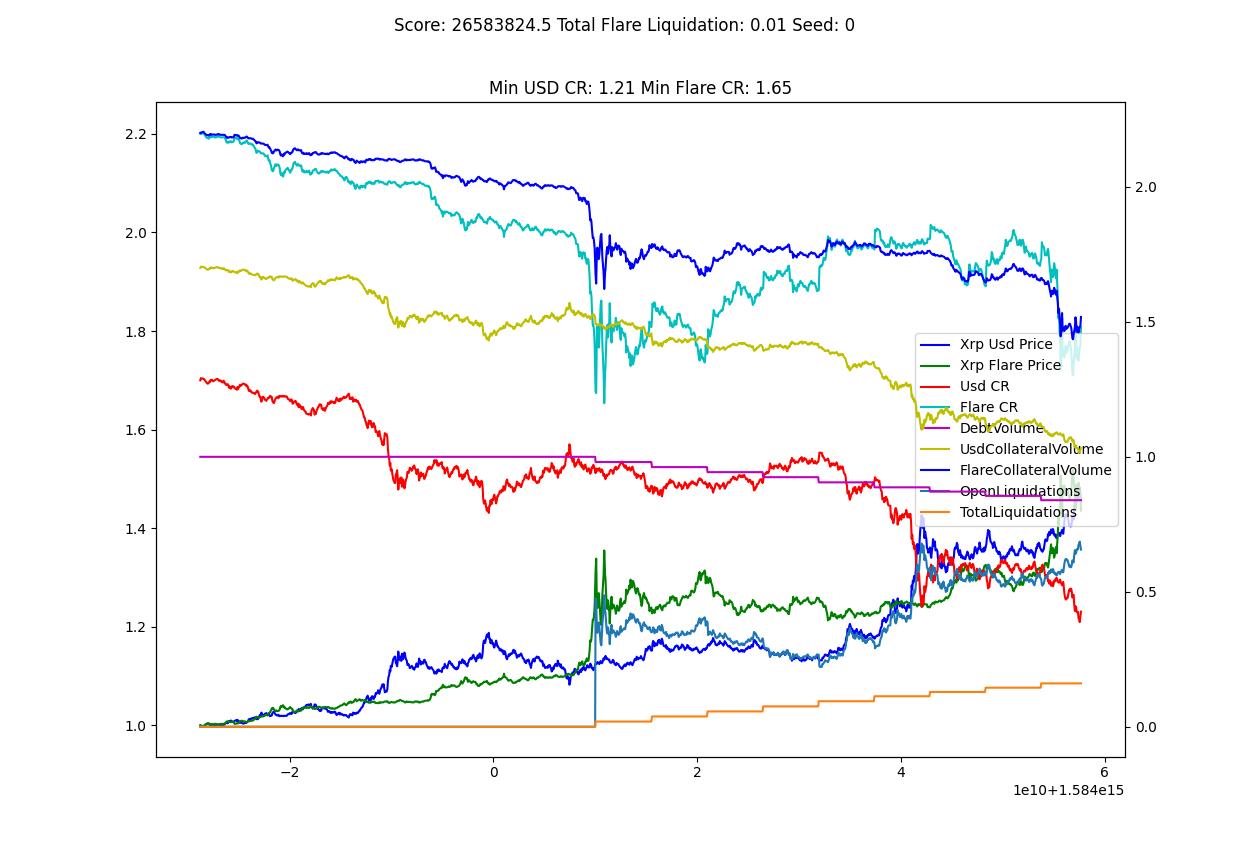 Score: 26583824.5 Total Flare Liquidation: 0.01 Seed: 0
Min USD CR: 1.21 Min Flare CR: 1.65
2.2
2.0
1.8
1.6
1.4
1.2
1.0
2.0
1.5
1.0
0.5
0.0
Xrp Usd Price
Xrp Flare Price
Usd CR
Flare CR
DebtVolume
UsdCollateralVolume
FlareCollateralVolume
OpenLiquidations
TotalLiquidations
−2
0
2
4
6
1e10+1.584e15